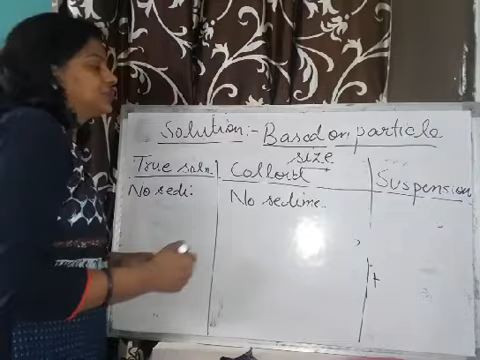 Solution:- Based on particle
size
True soln. Colloid Suspension
No sedi. No sedime.